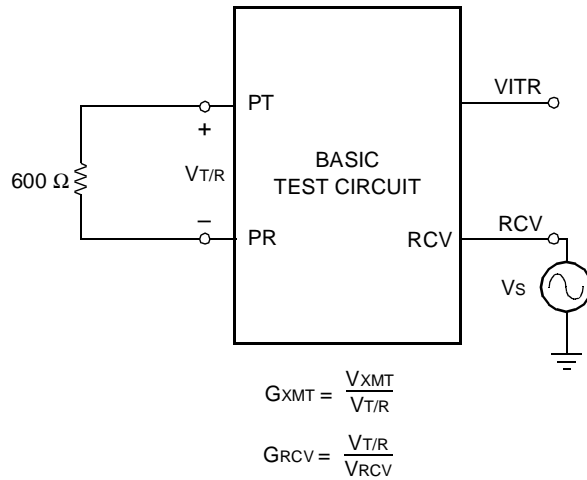 VITR
PT
+
BASIC
TEST CIRCUIT
VT/R
600 Ω
−
PR
RCV
RCV
VS
GXMT = VXMT / VT/R
GRCV = VT/R / VRCV